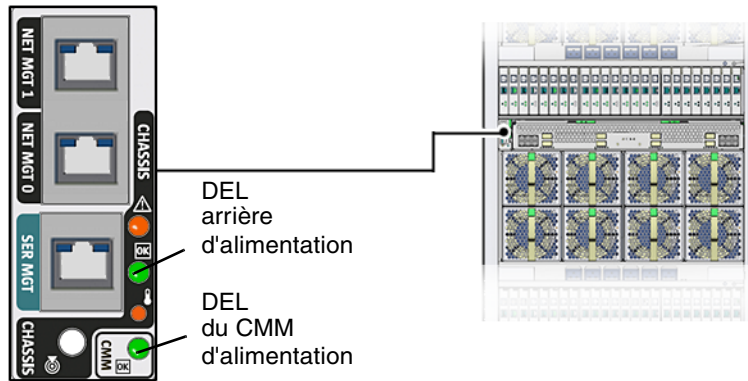 NET MGT 1
NET MGT 0
SER MGT
CHASSIS
OK
CHASSIS
CMM
OK
DEL
arrière
d'alimentation
DEL
du CMM
d'alimentation